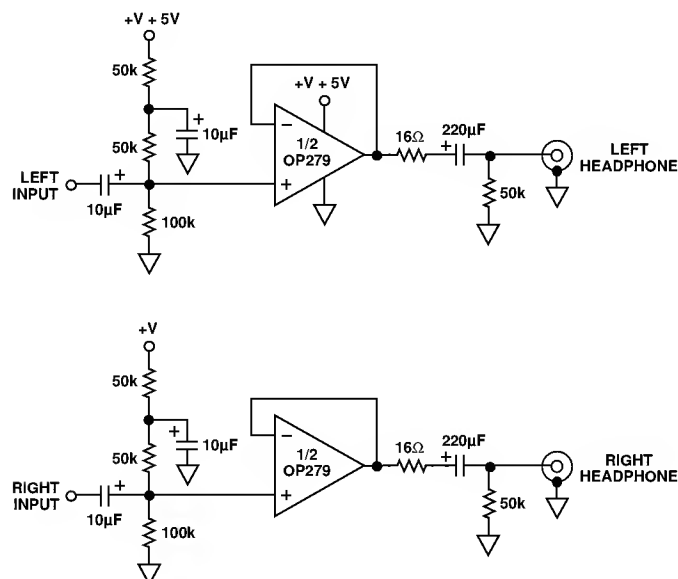 +V + 5V
50k
+
10µF
50k
LEFT
INPUT
+
10µF
100k
+V + 5V
−
1/2
OP279
+
16Ω
220µF
+
50k
LEFT
HEADPHONE
+V
50k
+
10µF
50k
RIGHT
INPUT
+
10µF
100k
−
1/2
OP279
+
16Ω
220µF
+
50k
RIGHT
HEADPHONE